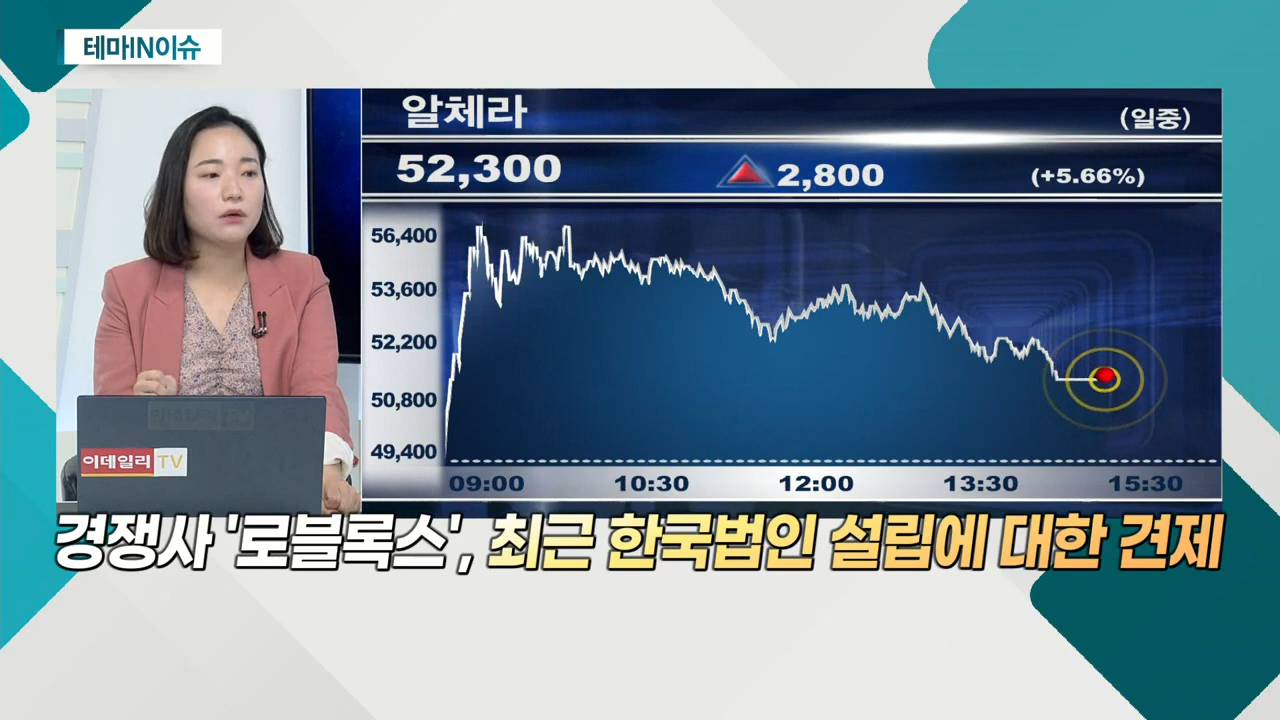 테마IN이슈
알체라
(일중)
52,300
2,800
(+5.66%)
56,400
53,600
52,200
50,800
49,400
09:00
10:30
12:00
13:30
15:30
이데일리 TV
경쟁사 '로블록스', 최근 한국법인 설립에 대한 견제